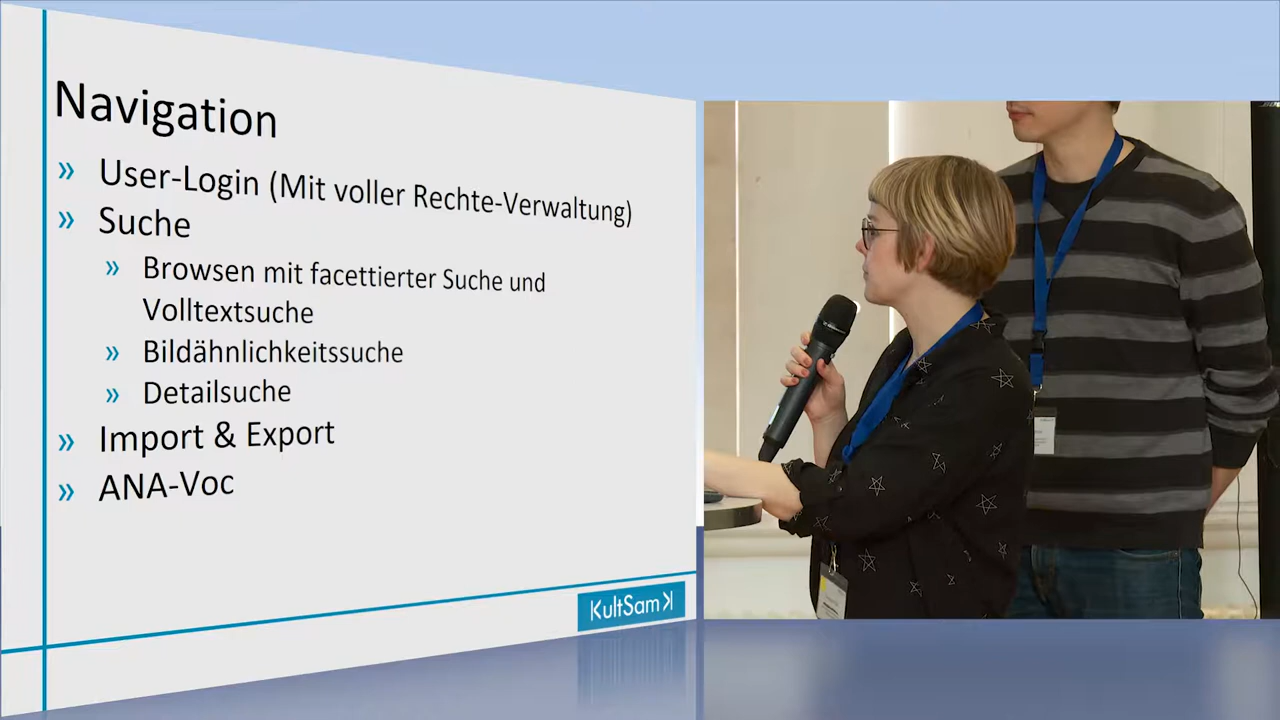 Navigation
» User-Login (Mit voller Rechte-Verwaltung)
» Suche
» Browsen mit facettierter Suche und
Volltextsuche
» Bildähnlichkeitssuche
» Detailsuche
» Import & Export
» ANA-Voc
KultSam